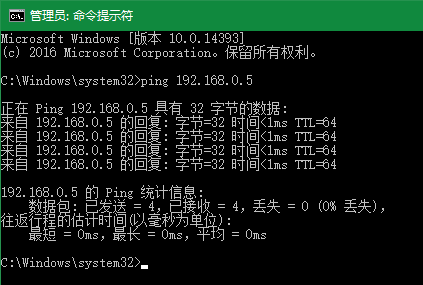 管理员: 命令提示符
Microsoft Windows [版本 10.0.14393]
(c) 2016 Microsoft Corporation。保留所有权利。
C:\Windows\system32>ping 192.168.0.5
正在 Ping 192.168.0.5 具有 32 字节的数据:
来自 192.168.0.5 的回复: 字节=32 时间<1ms TTL=64
来自 192.168.0.5 的回复: 字节=32 时间<1ms TTL=64
来自 192.168.0.5 的回复: 字节=32 时间<1ms TTL=64
来自 192.168.0.5 的回复: 字节=32 时间<1ms TTL=64
192.168.0.5 的 Ping 统计信息:
数据包: 已发送 = 4，已接收 = 4，丢失 = 0 (0% 丢失)，
往返行程的估计时间(以毫秒为单位):
最短 = 0ms，最长 = 0ms，平均 = 0ms
C:\Windows\system32>